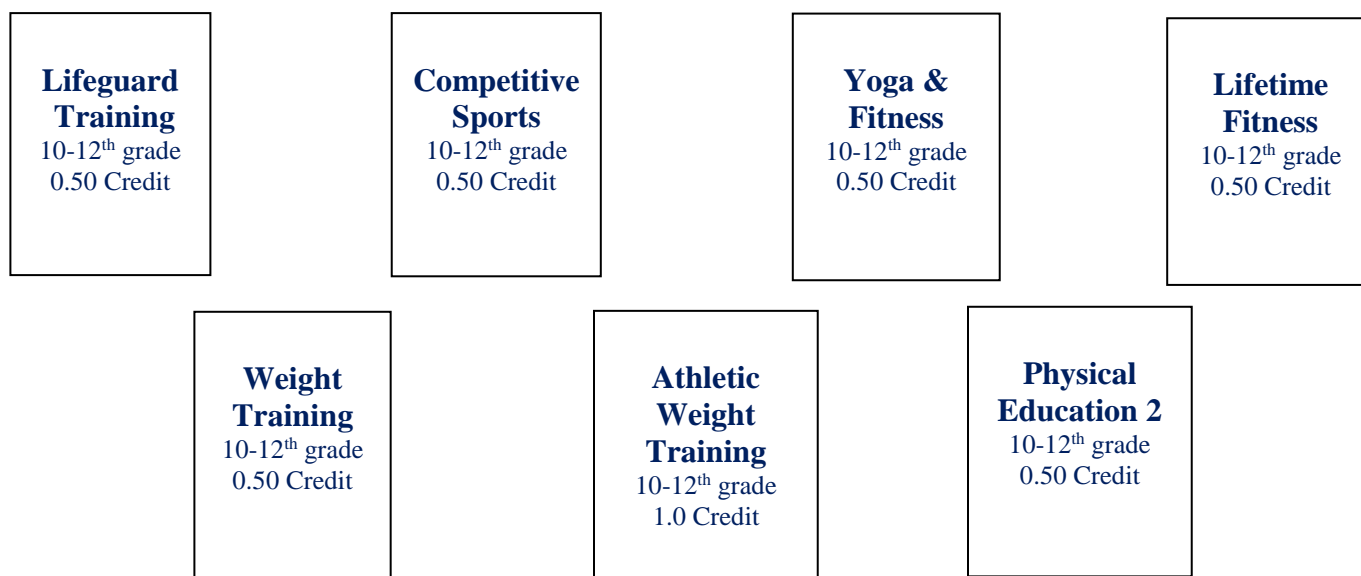 Lifeguard
Training
10-12th grade
0.50 Credit
Competitive
Sports
10-12th grade
0.50 Credit
Yoga &
Fitness
10-12th grade
0.50 Credit
Lifetime
Fitness
10-12th grade
0.50 Credit
Weight
Training
10-12th grade
0.50 Credit
Athletic
Weight
Training
10-12th grade
1.0 Credit
Physical
Education 2
10-12th grade
0.50 Credit